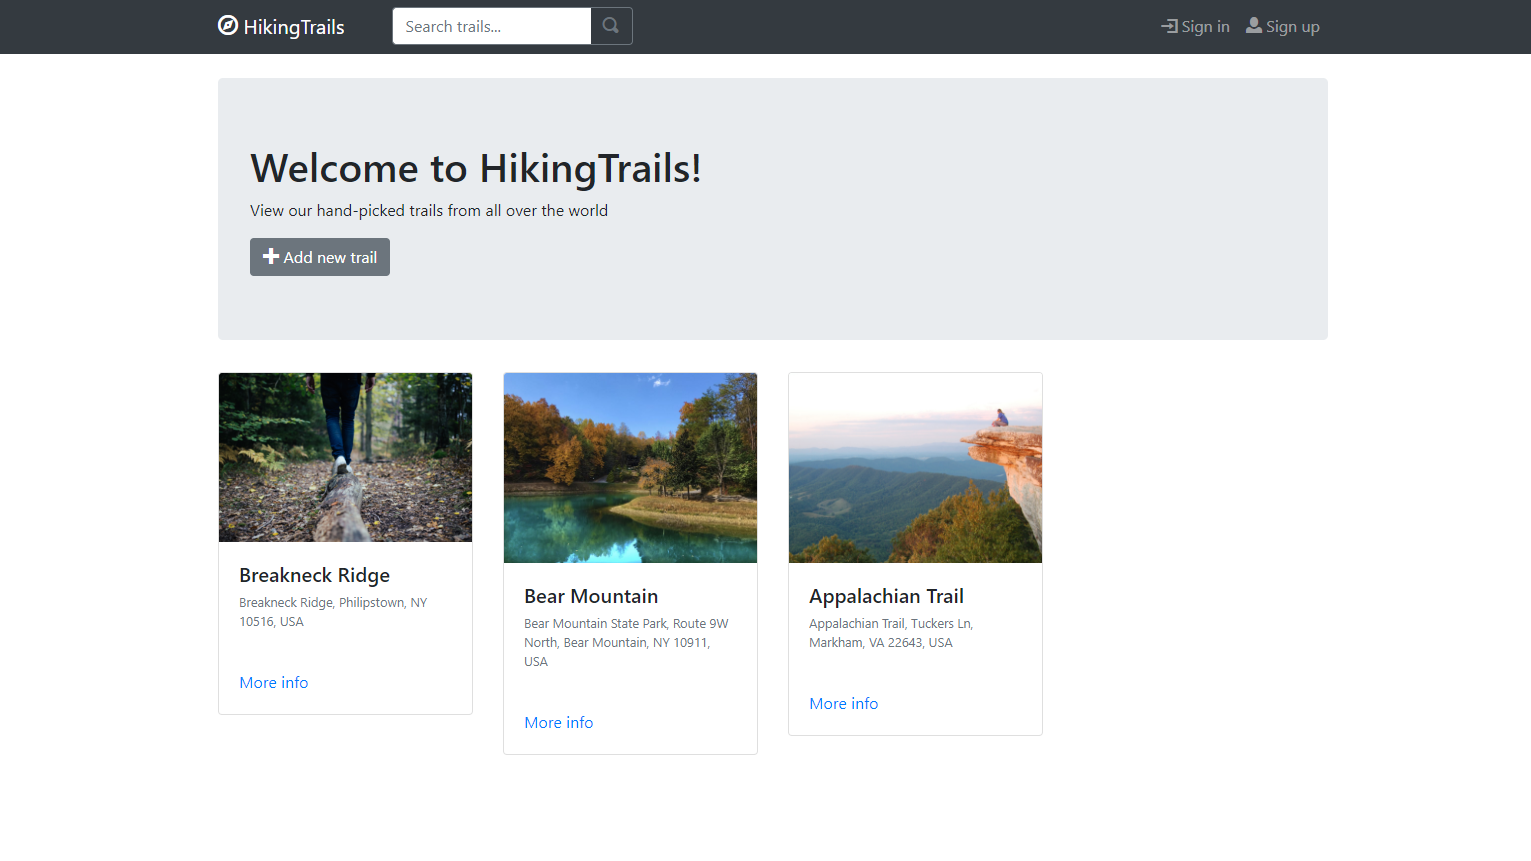 HikingTrails
Search trails...
Sign in
Sign up
Welcome to HikingTrails!
View our hand-picked trails from all over the world
Add new trail
Breakneck Ridge
Breakneck Ridge, Philipstown, NY
10516, USA
More info
Bear Mountain
Bear Mountain State Park, Route 9W
North, Bear Mountain, NY 10911,
USA
More info
Appalachian Trail
Appalachian Trail, Tuckers Ln,
Markham, VA 22643, USA
More info